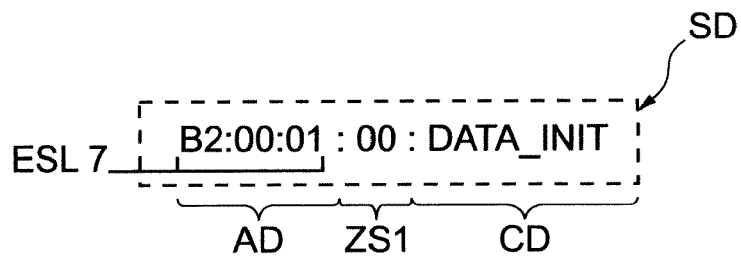 SD
B2:00:01 : 00 : DATA_INIT
ESL 7
AD ZS1 CD